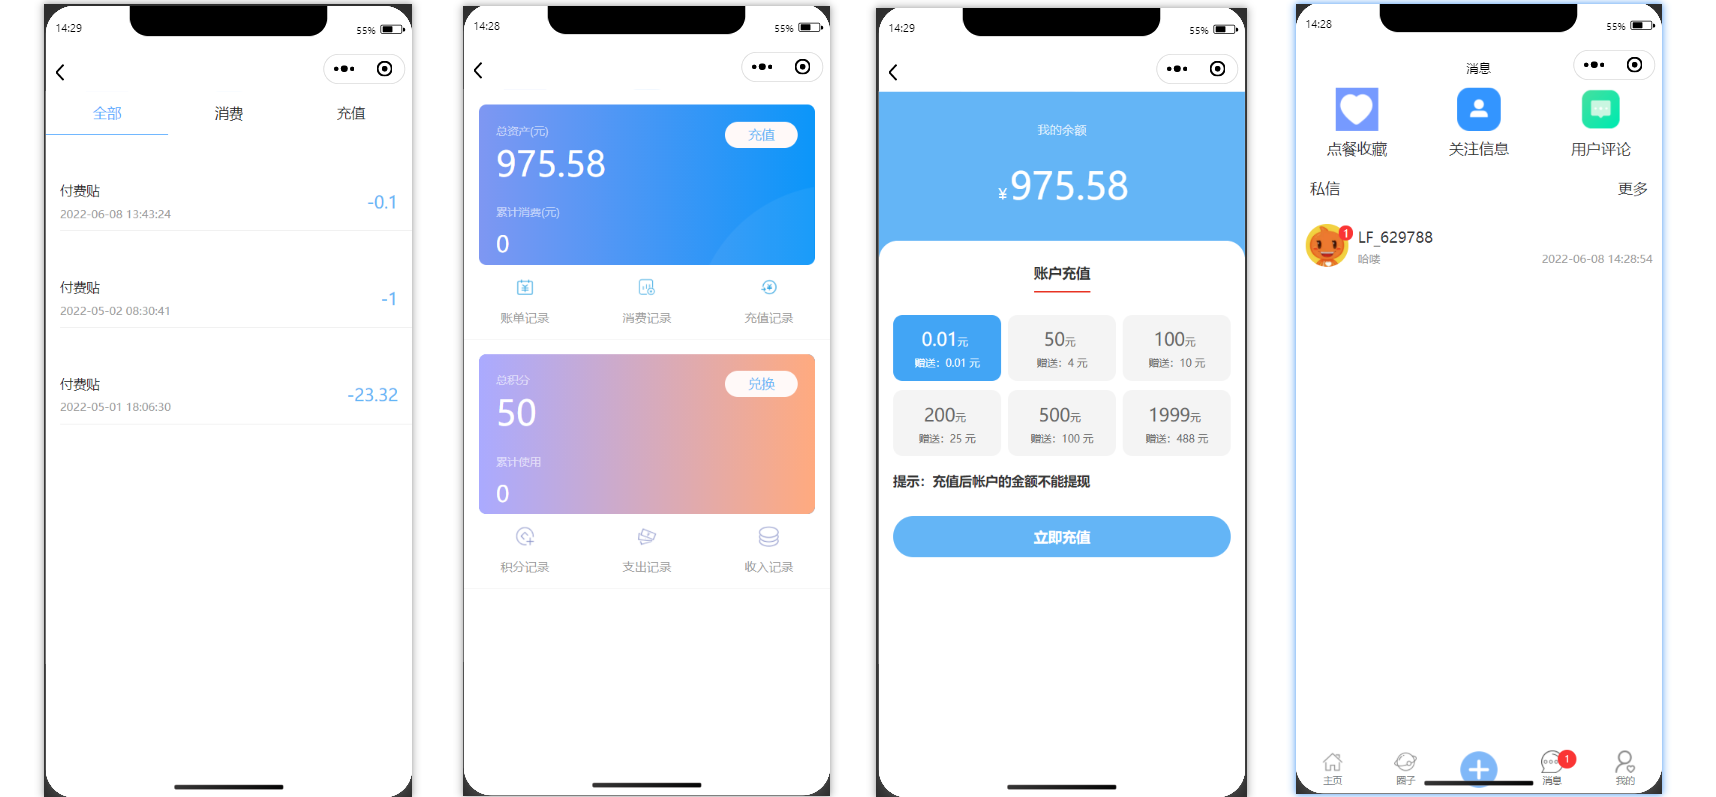 14:29
55%
全部
消费
充值
付费贴
-0.1
2022-06-08 13:43:24
付费贴
-1
2022-05-02 08:30:41
付费贴
-23.32
2022-05-01 18:06:30
14:28
55%
总资产(元)
充值
975.58
累计消费(元)
0
账单记录
消费记录
充值记录
总积分
兑换
50
累计使用
0
积分记录
支出记录
收入记录
14:29
55%
我的余额
¥975.58
账户充值
0.01元
50元
100元
赠送：0.01 元
赠送：4 元
赠送：10 元
200元
500元
1999元
赠送：25 元
赠送：100 元
赠送：488 元
提示：充值后帐户的金额不能提现
立即充值
14:28
55%
消息
点餐收藏
关注信息
用户评论
私信
更多
1
LF_629788
哈喽
2022-06-08 14:28:54
1
主页
圈子
消息
我的